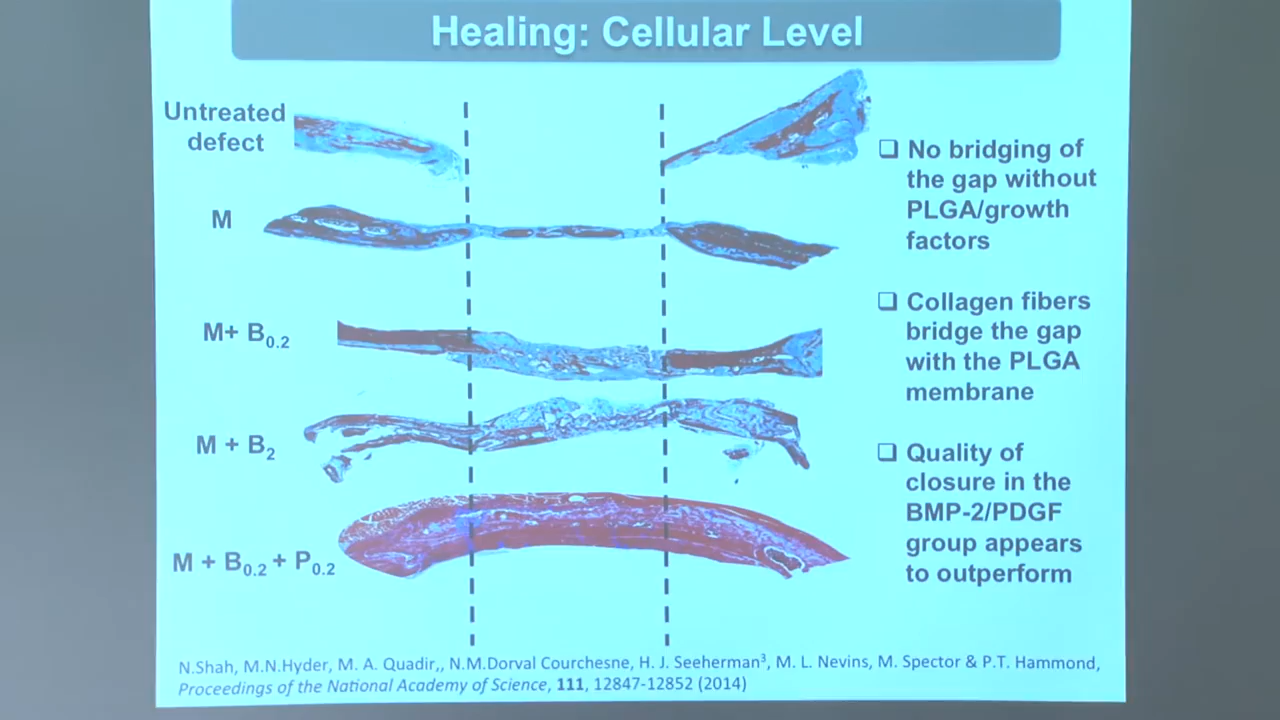 Healing: Cellular Level
Untreated
defect
M
M+ B0.2
M + B2
M + B0.2 + P0.2
❑ No bridging of
the gap without
PLGA/growth
factors
❑ Collagen fibers
bridge the gap
with the PLGA
membrane
❑ Quality of
closure in the
BMP-2/PDGF
group appears
to outperform
N.Shah, M.N.Hyder, M. A. Quadir,, N.M.Dorval Courchesne, H. J. Seeherman³, M. L. Nevins, M. Spector & P.T. Hammond,
Proceedings of the National Academy of Science, 111, 12847-12852 (2014)